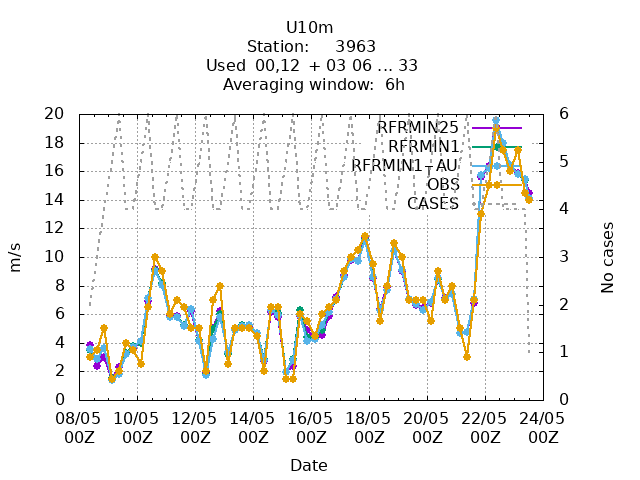 U10m
Station: 3963
Used 00,12 + 03 06 ... 33
Averaging window: 6h
20
18
16
14
12
10
8
6
4
2
0
m/s
6
5
4
3
2
1
0
No cases
RFRMIN25
RFRMIN1
RFRMIN1-AU
OBS
CASES
08/05 10/05 12/05 14/05 16/05 18/05 20/05 22/05 24/05
00Z 00Z 00Z 00Z 00Z 00Z 00Z 00Z 00Z
Date